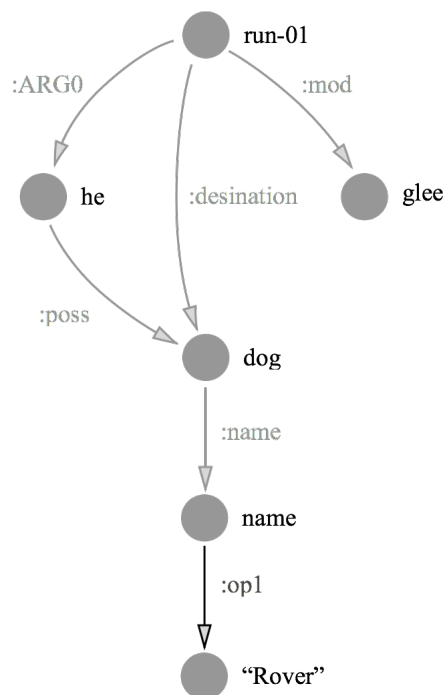 run-01
:ARG0
:mod
he
:desination
glee
:poss
dog
:name
name
:op1
“Rover”